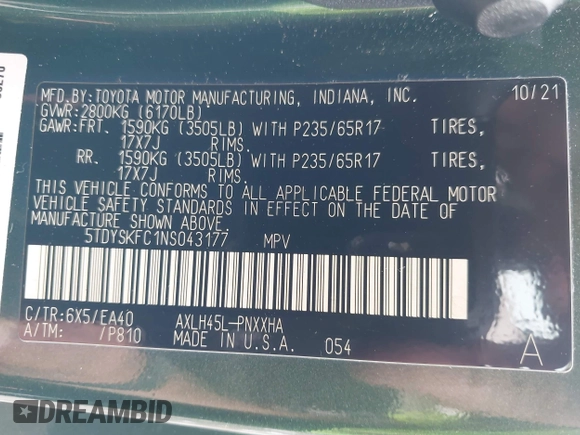 MFD.BY:TOYOTA MOTOR MANUFACTURING, INDIANA, INC. 10/21
GVWR:2800KG (6170LB)
GAWR:FRT. 1590KG (3505LB) WITH P235/65R17 TIRES,
17X7J RIMS.
RR. 1590KG (3505LB) WITH P235/65R17 TIRES,
17X7J RIMS.
THIS VEHICLE CONFORMS TO ALL APPLICABLE FEDERAL MOTOR
VEHICLE SAFETY STANDARDS IN EFFECT ON THE DATE OF
MANUFACTURE SHOWN ABOVE.
5TDYSKFC1NS043177 MPV
C/TR:6X5/EA40 AXLH45L-PNXXHA
A/TM: /P810 MADE IN U.S.A. 054 A
DREAMBID